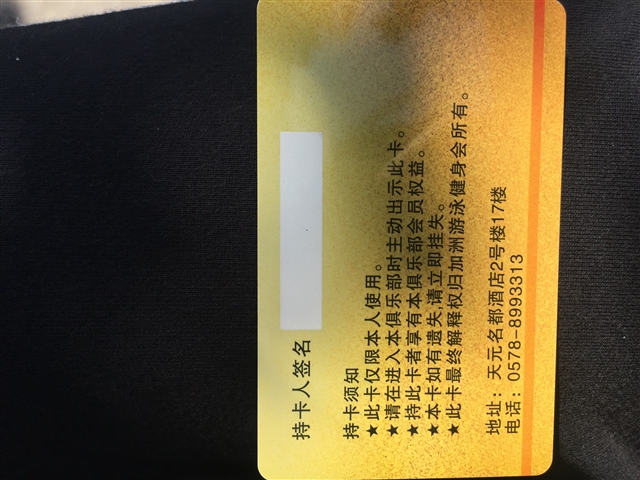 持卡人签名
持卡须知
★此卡仅限本人使用。
★请在进入本俱乐部时主动出示此卡。
★持此卡者享有本俱乐部会员权益。
★本卡如有遗失,请立即挂失。
★此卡最终解释权归加洲游泳健身会所有。
地址：天元名都酒店2号楼17楼
电话：0578-8993313